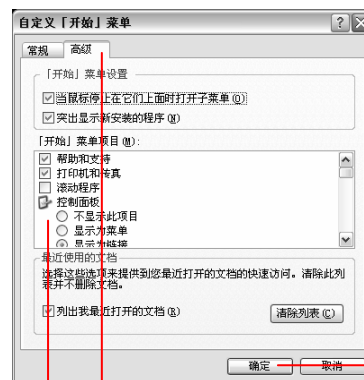 自定义「开始」菜单
常规 高级
「开始」菜单设置
当鼠标停止在它们上面时打开子菜单(O)
突出显示新安装的程序(N)
「开始」菜单项目(M):
帮助和支持
打印机和传真
滚动程序
控制面板
不显示此项目
显示为菜单
显示为链接
最近使用的文档
选择这些选项来提供到您最近打开的文档的快速访问。清除此列
表并不删除文档。
列出我最近打开的文档(R) 清除列表(C)
确定 取消